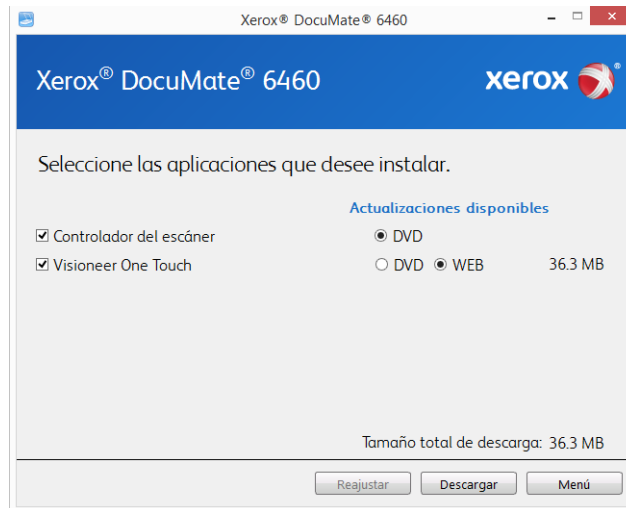 Xerox® DocuMate® 6460
Xerox® DocuMate® 6460
xerox®
Seleccione las aplicaciones que desee instalar.
Actualizaciones disponibles
Controlador del escáner DVD
Visioneer One Touch DVD WEB 36.3 MB
Tamaño total de descarga: 36.3 MB
Reajustar Descargar Menú